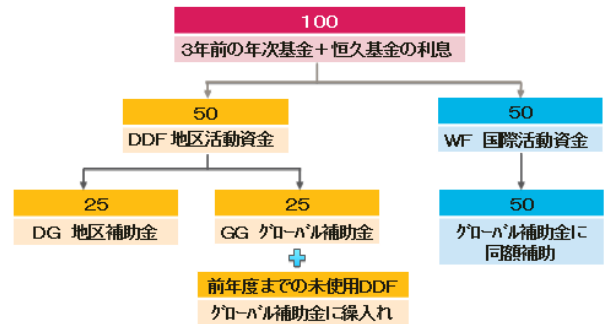 100
3年前の年次基金＋恒久基金の利息
50
DDF 地区活動資金
50
WF 国際活動資金
25
DG 地区補助金
25
GG ｸﾞﾛｰﾊﾞﾙ補助金
50
ｸﾞﾛｰﾊﾞﾙ補助金に
同額補助
前年度までの未使用DDF
ｸﾞﾛｰﾊﾞﾙ補助金に繰入れ